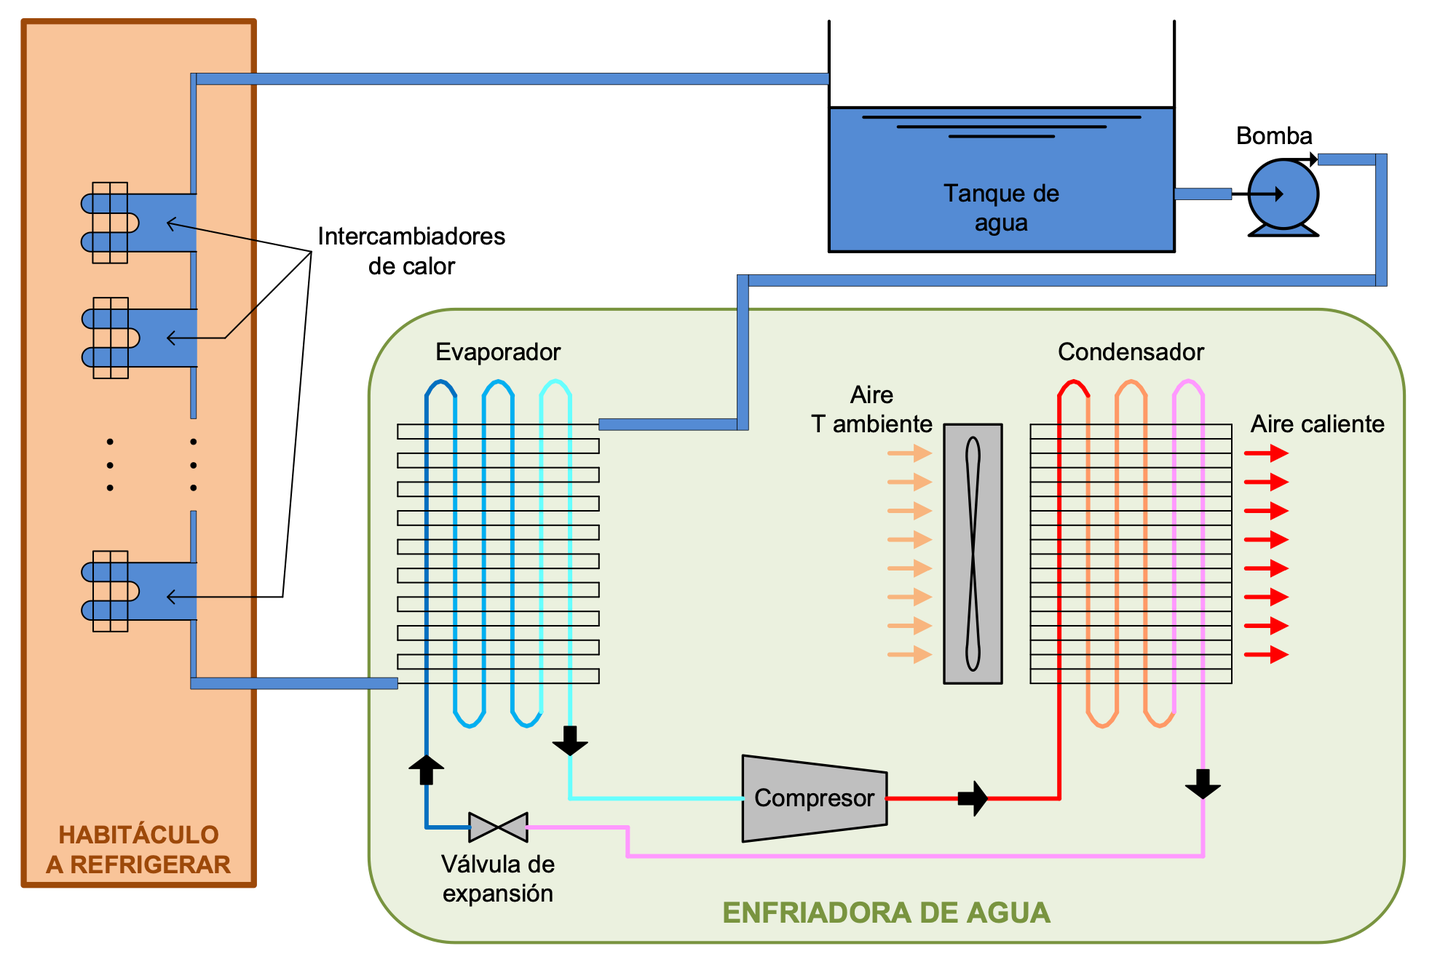 Bomba
Tanque de
agua
Intercambiadores
de calor
Evaporador
Condensador
Aire
T ambiente
Aire caliente
Compresor
Válvula de
expansión
HABITÁCULO
A REFRIGERAR
ENFRIADORA DE AGUA